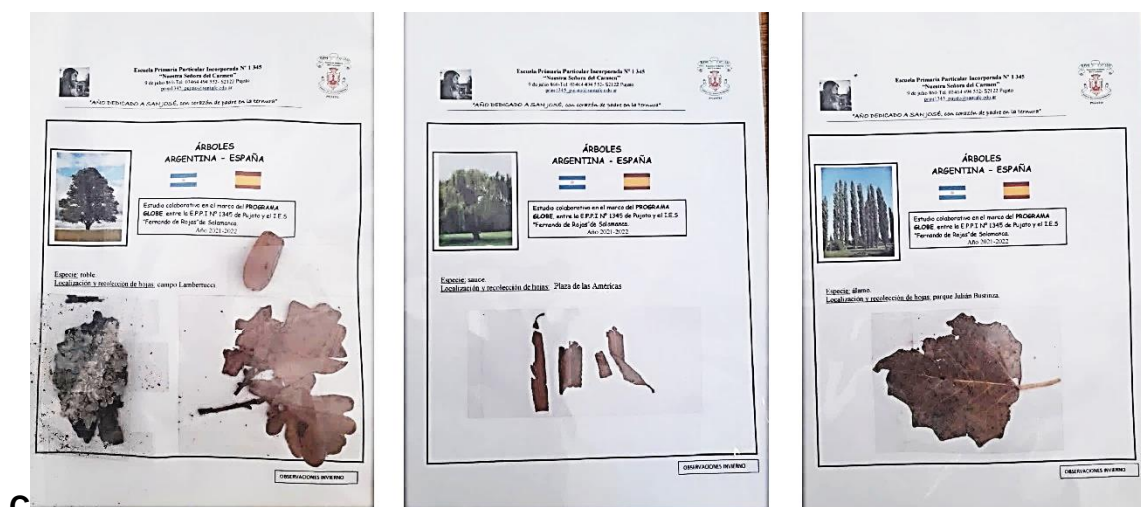 Escuela Primaria Particular Incorporada N° 1 345
"Nuestra Señora del Carmen"
"AÑO DEDICADO A SAN JOSÉ, con corazón de padre en la ternura"
ÁRBOLES
ARGENTINA - ESPAÑA
Estudio colaborativo en el marco del PROGRAMA
GLOBE, entre la E.P.P.I N° 1345 de Pujato y el I.E.S
"Fernando de Rojas" de Salamanca.
Año 2021-2022
Especie: roble.
Localización y recolección de hojas: campo Lambertucci.
OBSERVACIONES INVIERNO
Escuela Primaria Particular Incorporada N° 1 345
"Nuestra Señora del Carmen"
"AÑO DEDICADO A SAN JOSÉ, con corazón de padre en la ternura"
ÁRBOLES
ARGENTINA - ESPAÑA
Estudio colaborativo en el marco del PROGRAMA
GLOBE, entre la E.P.P.I N° 1345 de Pujato y el I.E.S
"Fernando de Rojas" de Salamanca.
Año 2021-2022
Especie: sauce.
Localización y recolección de hojas: Plaza de las Américas
OBSERVACIONES INVIERNO
Escuela Primaria Particular Incorporada N° 1 345
"Nuestra Señora del Carmen"
"AÑO DEDICADO A SAN JOSÉ, con corazón de padre en la ternura"
ÁRBOLES
ARGENTINA - ESPAÑA
Estudio colaborativo en el marco del PROGRAMA
GLOBE, entre la E.P.P.I N° 1345 de Pujato y el I.E.S
"Fernando de Rojas" de Salamanca.
Año 2021-2022
Especie: álamo.
Localización y recolección de hojas: parque Julián Bustinza.
OBSERVACIONES INVIERNO
C